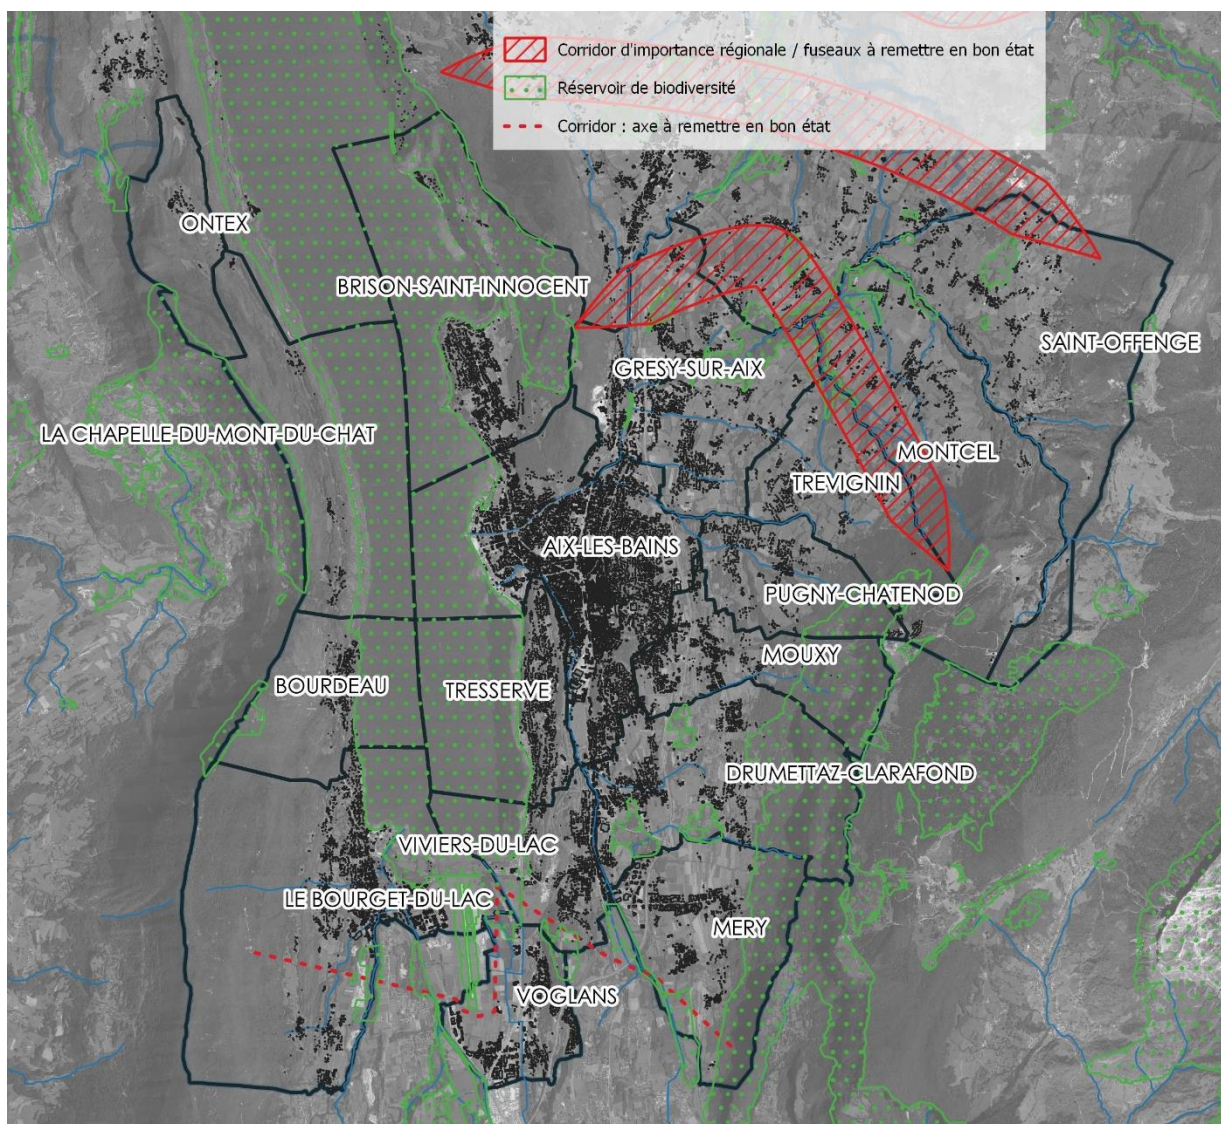 Corridor d'importance régionale / fuseaux à remettre en bon état
Réservoir de biodiversité
Corridor : axe à remettre en bon état
ONTEX
BRISON-SAINT-INNOCENT
SAINT-OFFENGE
GRESY-SUR-AIX
LA CHAPELLE-DU-MONT-DU-CHAT
MONTCEL
TREVIGNIN
AIX-LES-BAINS
PUGNY-CHATENOD
MOUXY
BOURDEAU
TRESSERVE
DRUMETTAZ-CLARAFOND
VIVIERS-DU-LAC
LE BOURGET-DU-LAC
MERY
VOGLANS